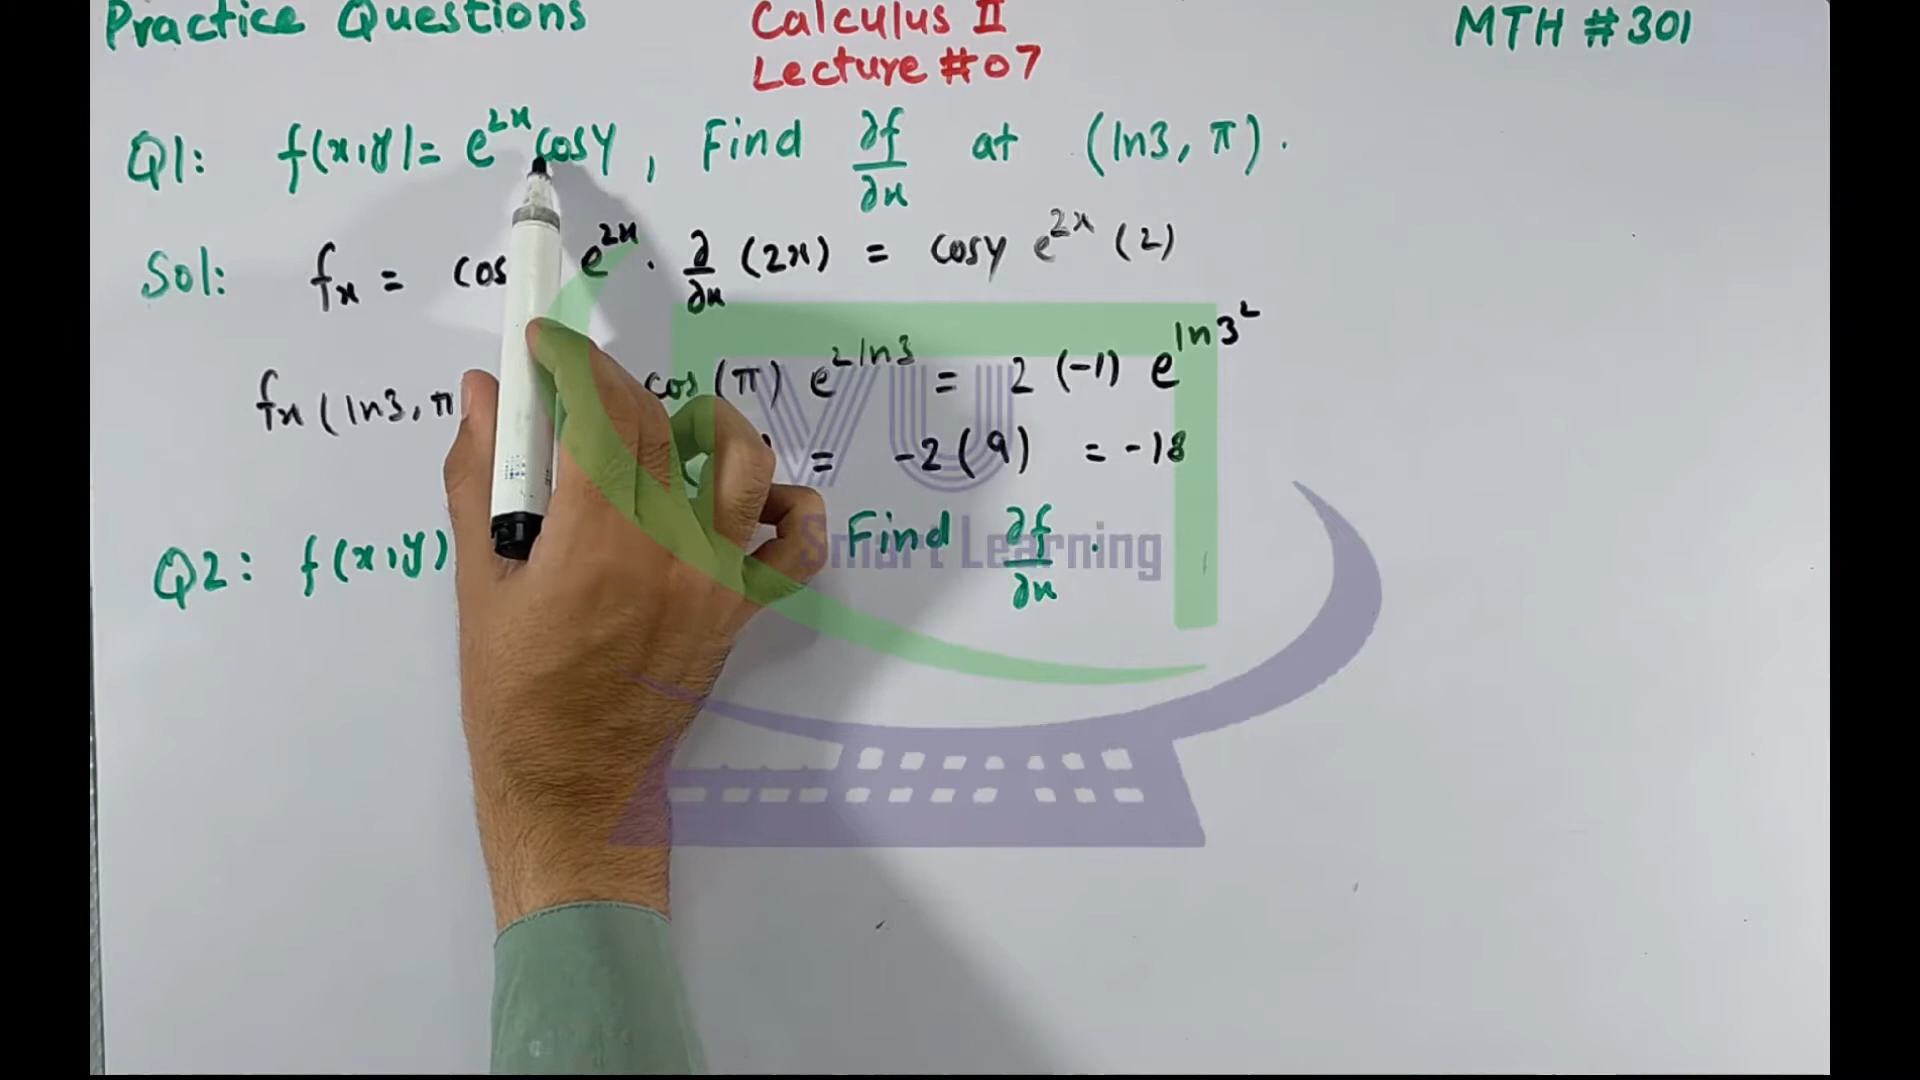 Practice Questions
Calculus II
MTH # 301
Lecture #07
Q1: f(x,y)= e^2x cosy, Find ∂f/∂x at (ln3, π).
Sol: fx = cos e^2x . ∂/∂x (2x) = cosy e^2x (2)
fx (ln3, π cos (π) e^2ln3 = 2 (-1) e^ln3^2
= -2 (9) = -18
Q2: f(x,y) Find ∂f/∂x .
VU
Smart Learning